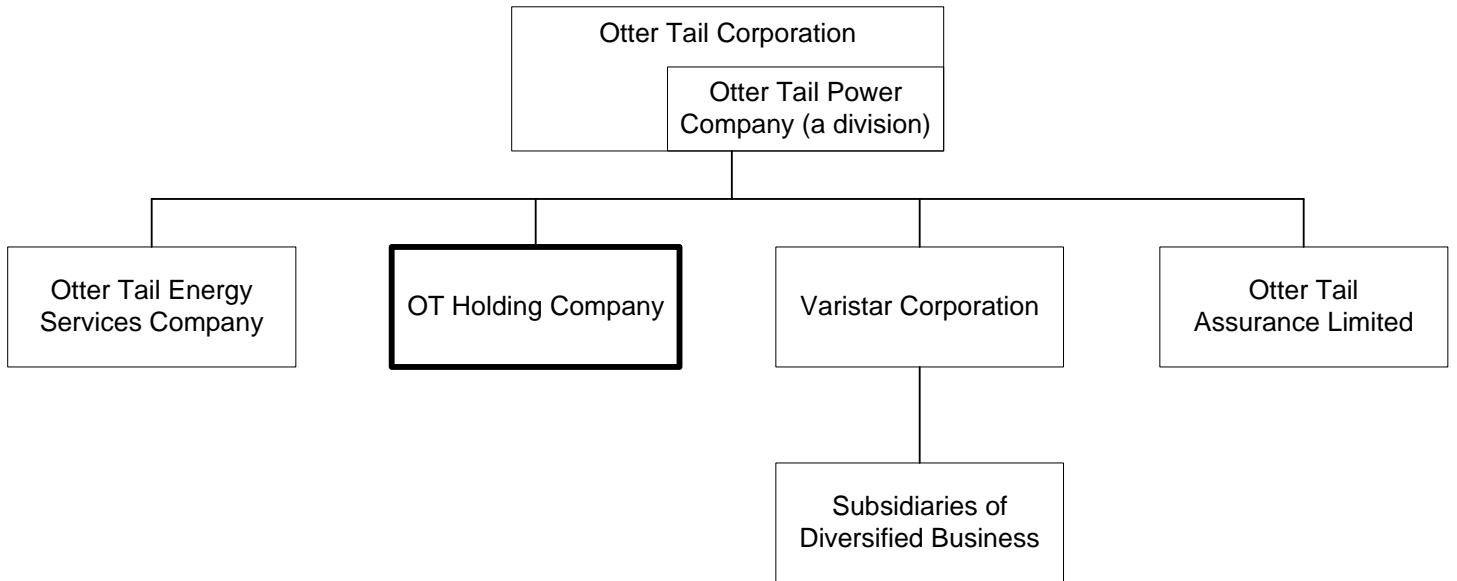 Otter Tail Corporation
Otter Tail Power
Company (a division)
Otter Tail Energy
Services Company
OT Holding Company
Varistar Corporation
Otter Tail
Assurance Limited
Subsidiaries of
Diversified Business